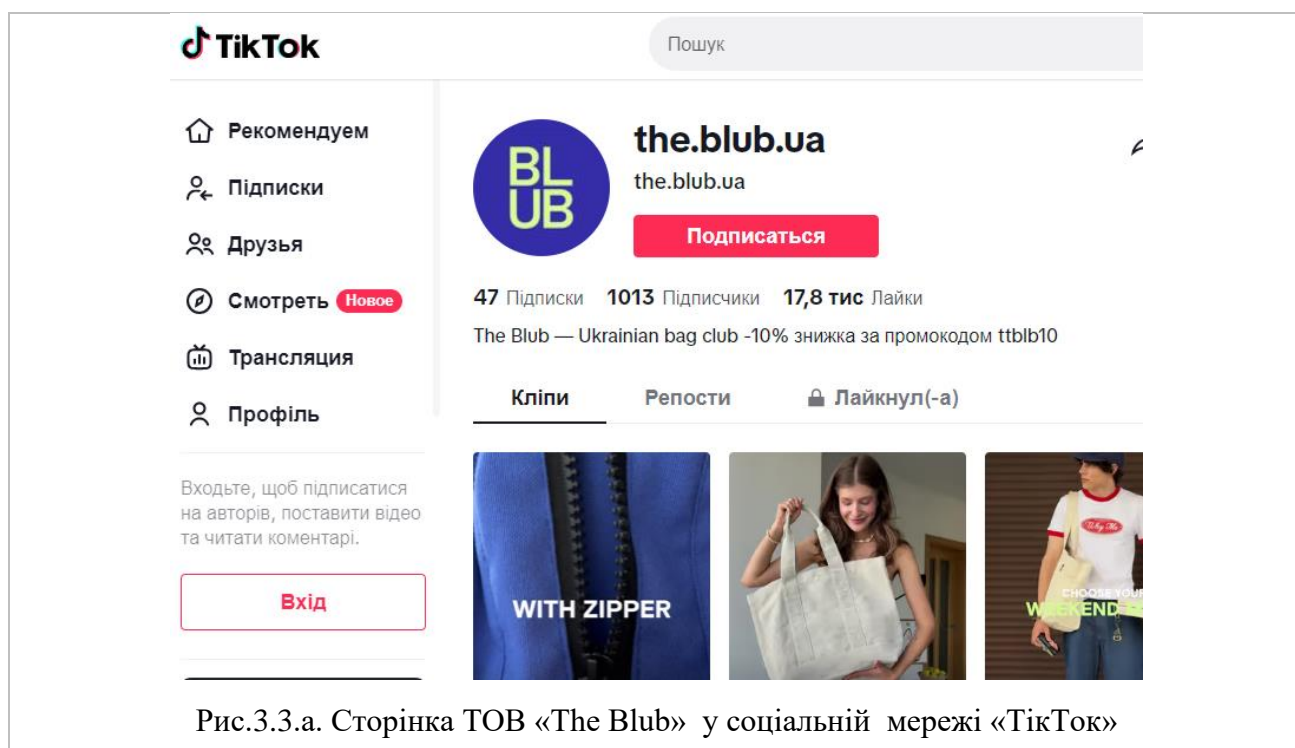 TikTok
Пошук
Рекомендуем
Підписки
Друзья
Смотреть Новое
Трансляция
Профіль
Входьте, щоб підписатися
на авторів, поставити відео
та читати коментарі.
Вхід
BL
UB
the.blub.ua
the.blub.ua
Подписаться
47 Підписки 1013 Підписчики 17,8 тис Лайки
The Blub — Ukrainian bag club -10% знижка за промокодом ttblb10
Кліпи Репости Лайкнул(-а)
WITH ZIPPER
CHOOSE YOUR
WEEKEND
Рис.3.3.а. Сторінка ТОВ «The Blub» у соціальній мережі «ТікТок»